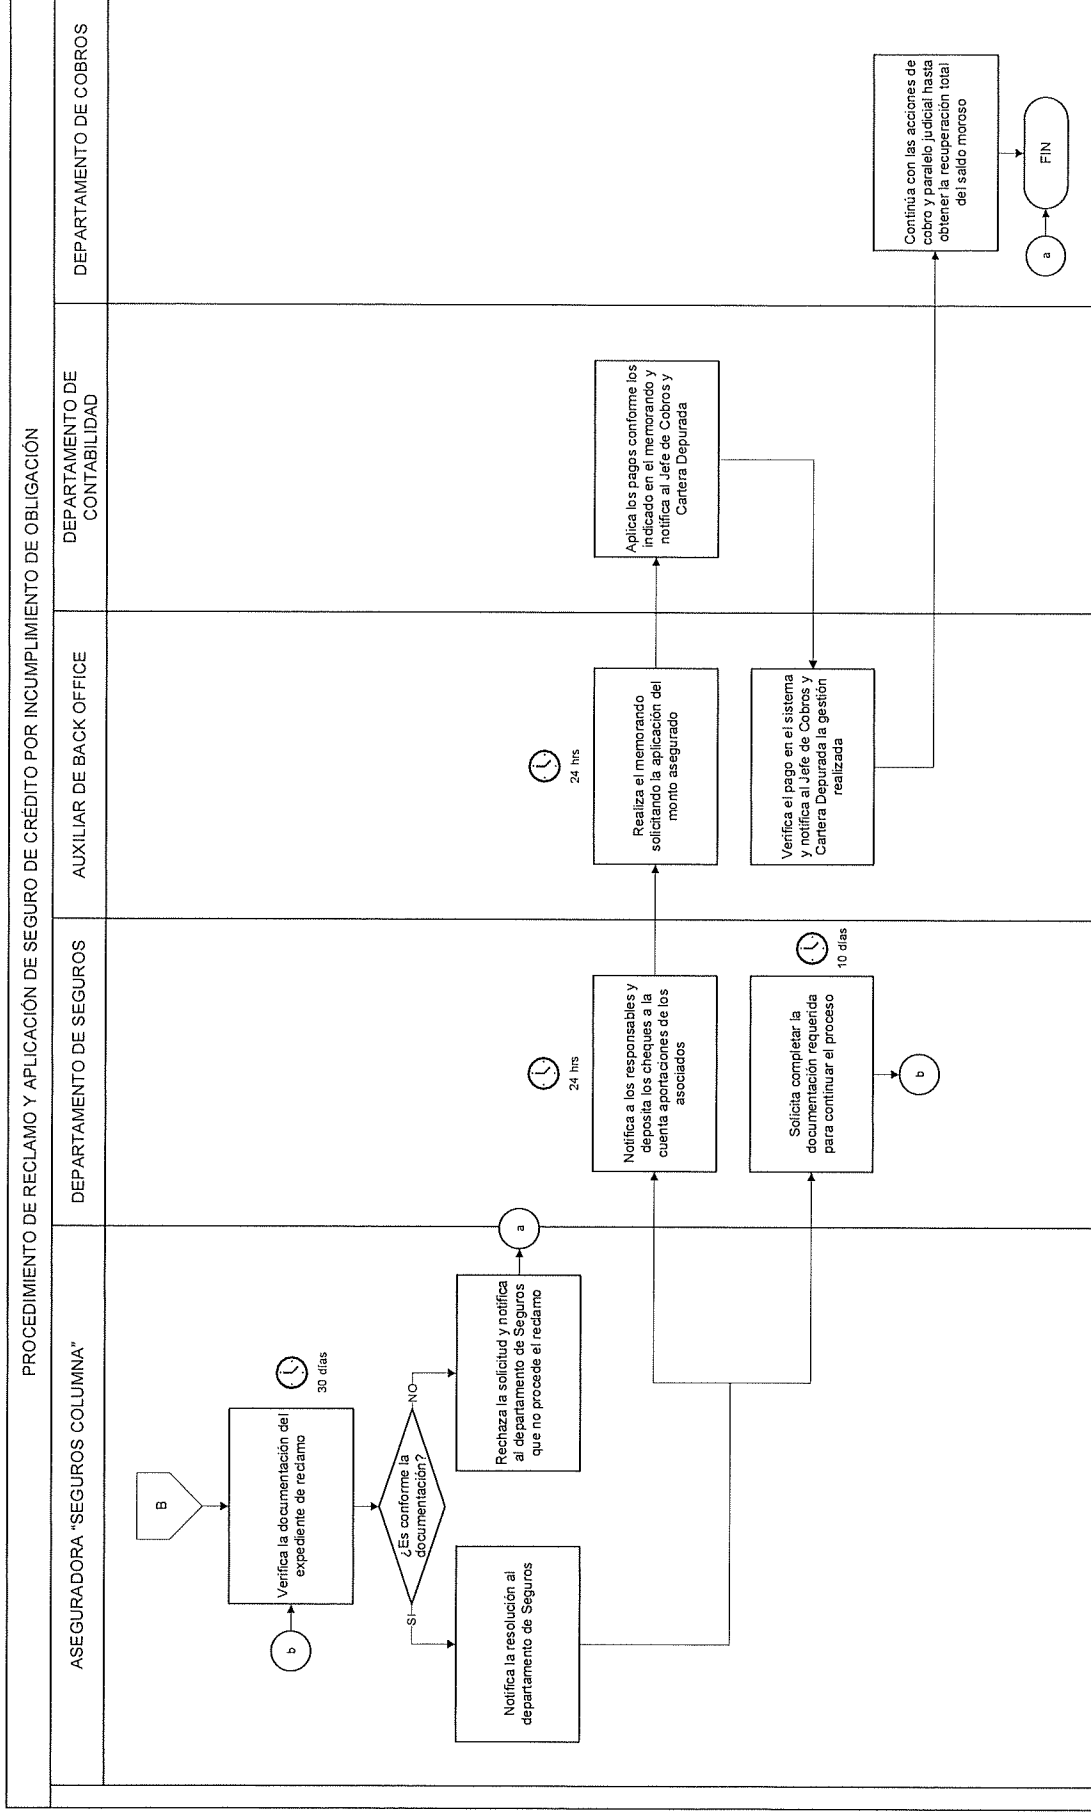 PROCEDIMIENTO DE RECLAMO Y APLICACIÓN DE SEGURO DE CRÉDITO POR INCUMPLIMIENTO DE OBLIGACIÓN
ASEGURADORA "SEGUROS COLUMNA"
DEPARTAMENTO DE SEGUROS
AUXILIAR DE BACK OFFICE
DEPARTAMENTO DE
CONTABILIDAD
DEPARTAMENTO DE COBROS
B
b
Verifica la documentación del
expediente de reclamo
30 días
¿Es conforme la
documentación?
SI
NO
Notifica la resolución al
departamento de Seguros
Rechaza la solicitud y notifica
al departamento de Seguros
que no procede el reclamo
a
24 hrs
Notifica a los responsables y
deposita los cheques a la
cuenta aportaciones de los
asociados
10 días
Solicita completar la
documentación requerida
para continuar el proceso
b
24 hrs
Realiza el memorando
solicitando la aplicación del
monto asegurado
Aplica los pagos conforme los
indicado en el memorando y
notifica al Jefe de Cobros y
Cartera Depurada
Verifica el pago en el sistema
y notifica al Jefe de Cobros y
Cartera Depurada la gestión
realizada
Continúa con las acciones de
cobro y paralelo judicial hasta
obtener la recuperación total
del saldo moroso
a
FIN